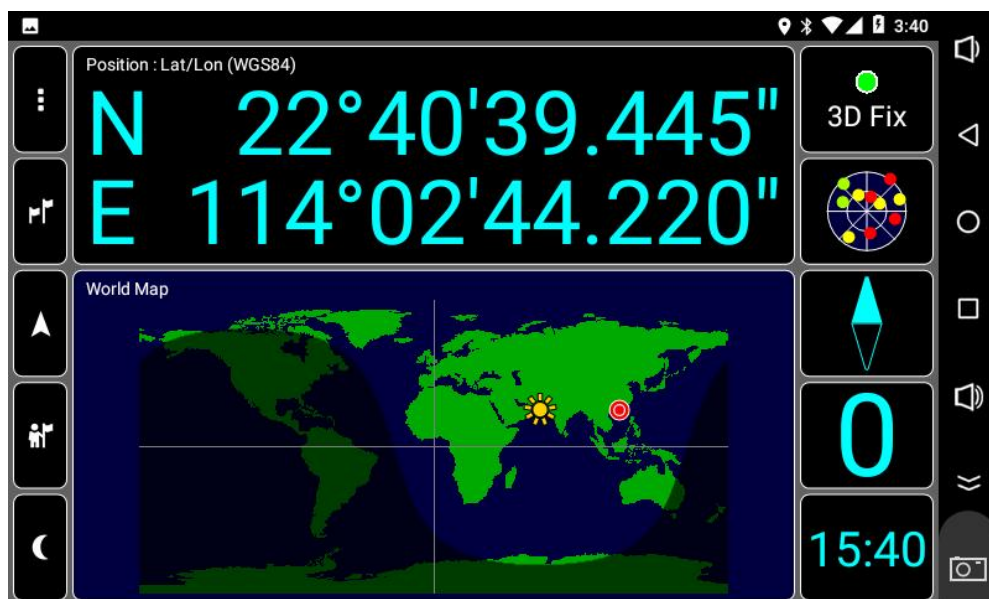 3:40
Position : Lat/Lon (WGS84)
N 22°40'39.445"
E 114°02'44.220"
3D Fix
World Map
0
15:40